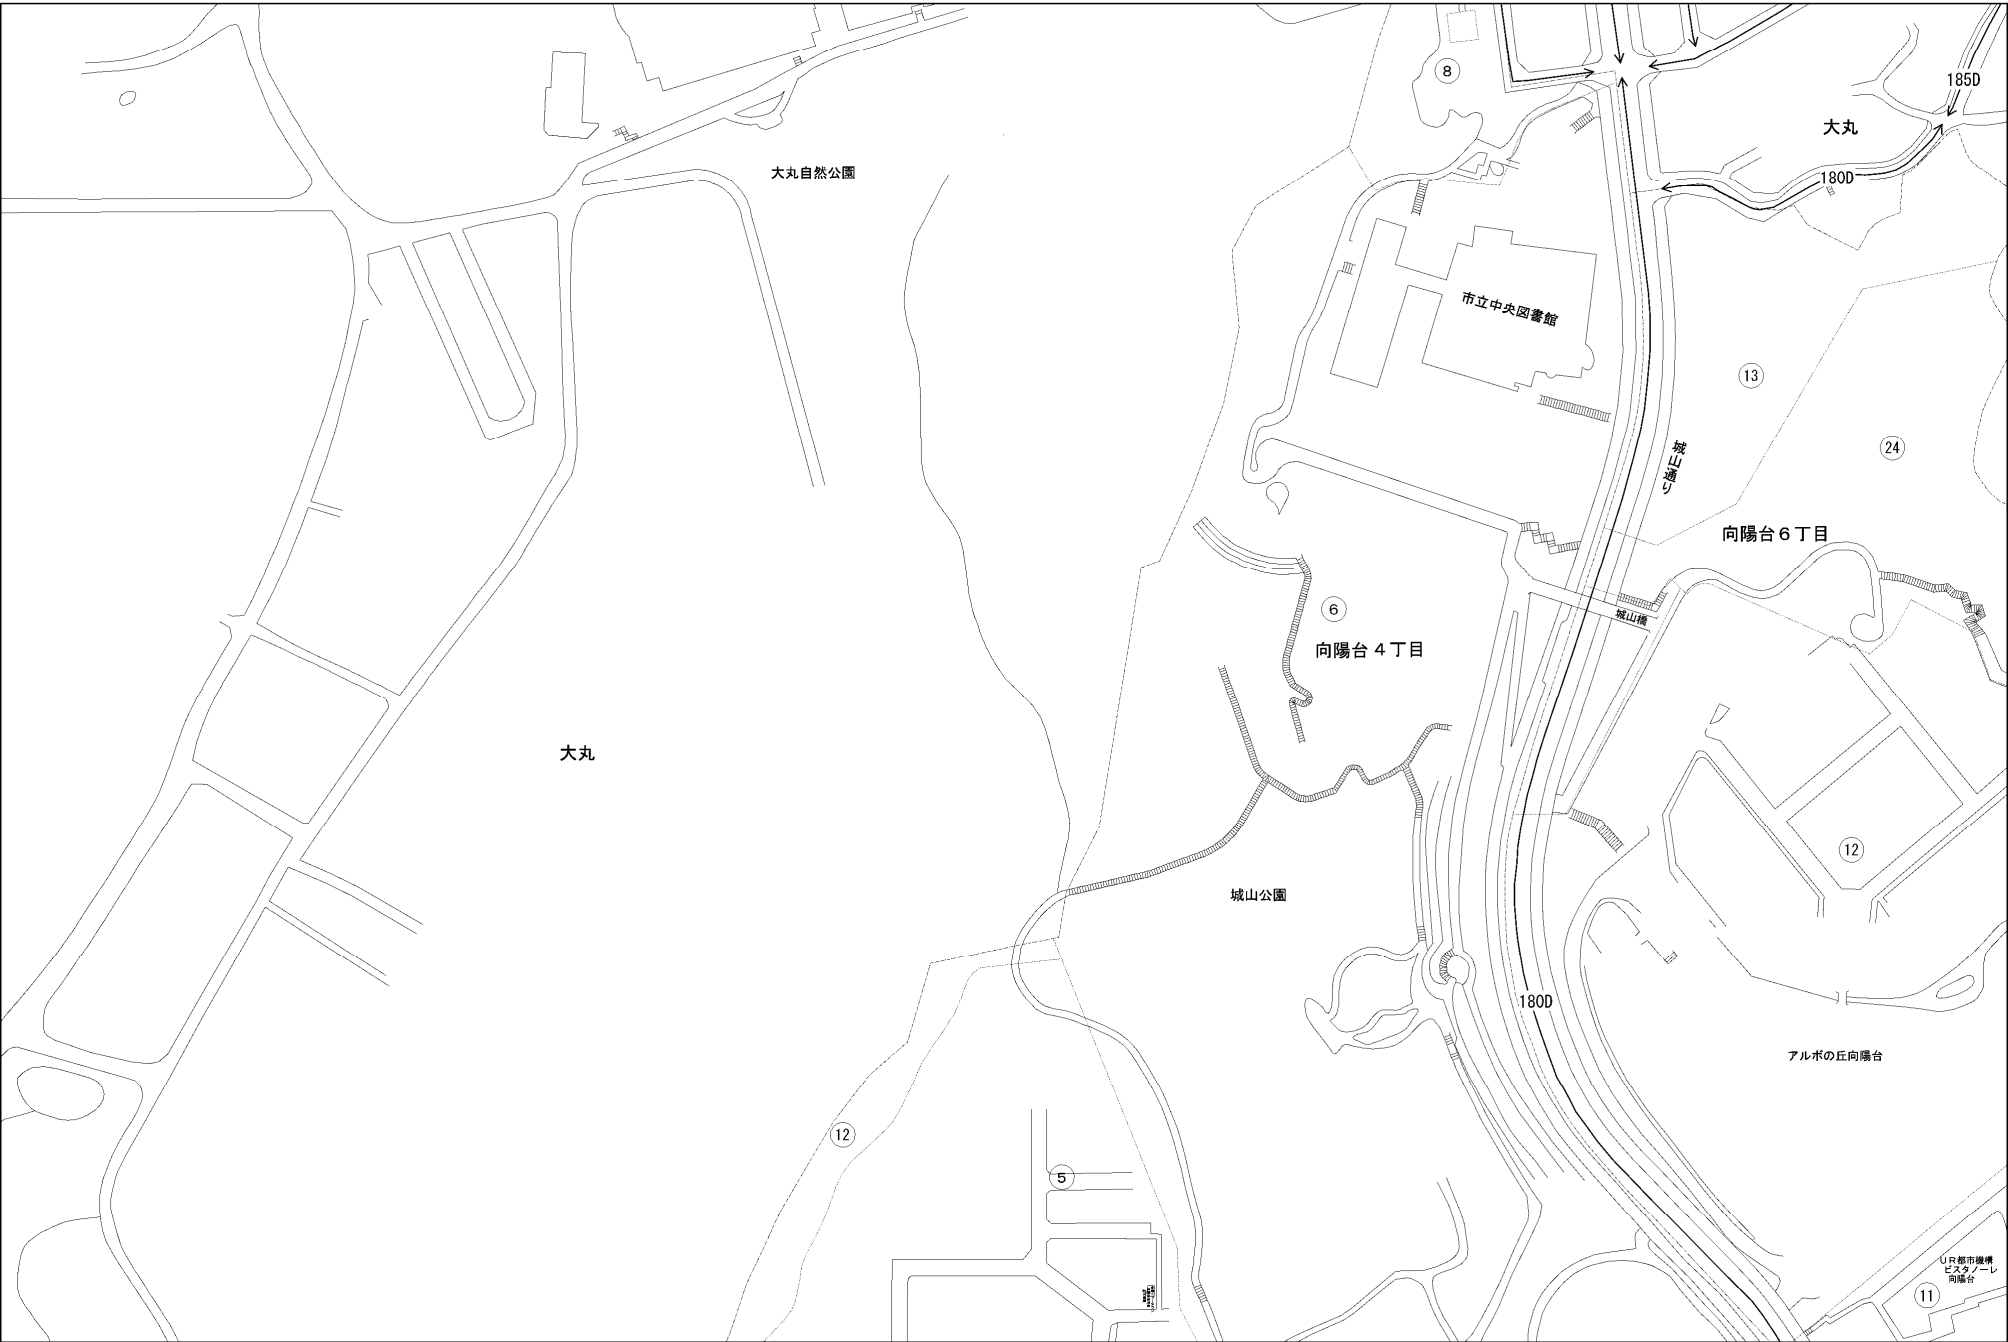 8
185D
大丸
大丸自然公園
180D
市立中央図書館
13
城山通り
24
向陽台６丁目
6
城山橋
向陽台４丁目
大丸
12
城山公園
180D
アルボの丘向陽台
12
5
ＵＲ都市機構
ビスタノーレ
向陽台
11